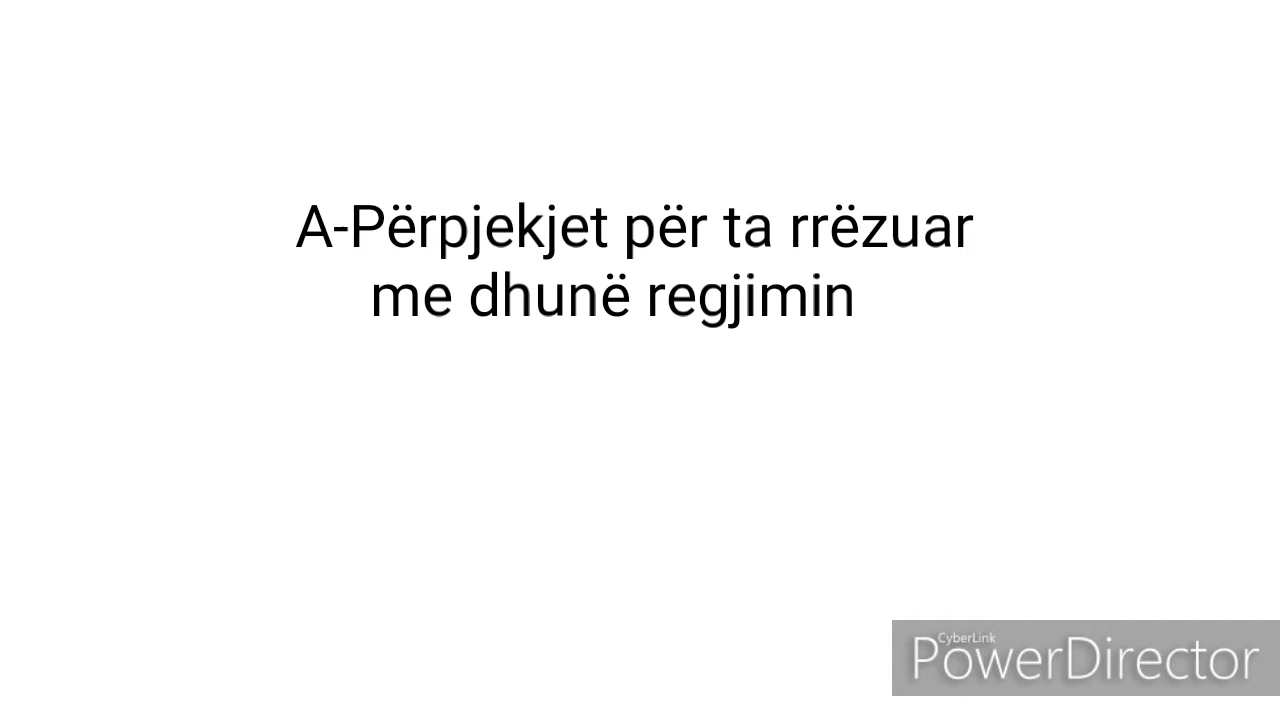 A-Përpjekjet për ta rrëzuar
me dhunë regjimin
CyberLink
PowerDirector